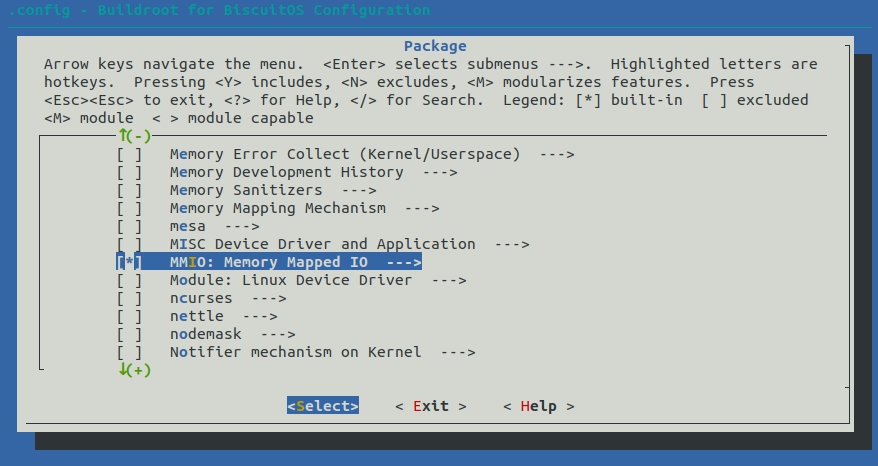 .config - Buildroot for BiscuitOS Configuration
Package
Arrow keys navigate the menu.  <Enter> selects submenus --->.  Highlighted letters are
hotkeys.  Pressing <Y> includes, <N> excludes, <M> modularizes features.  Press
<Esc><Esc> to exit, <?> for Help, </> for Search.  Legend: [*] built-in  [ ] excluded
<M> module  < > module capable
↑(-)
[ ]   Memory Error Collect (Kernel/Userspace)  --->
[ ]   Memory Development History  --->
[ ]   Memory Sanitizers  --->
[ ]   Memory Mapping Mechanism  --->
[ ]   mesa  --->
[ ]   MISC Device Driver and Application  --->
[*]   MMIO: Memory Mapped IO  --->
[ ]   Module: Linux Device Driver  --->
[ ]   ncurses  --->
[ ]   nettle  --->
[ ]   nodemask  --->
[ ]   Notifier mechanism on Kernel  --->
↓(+)
<Select>    < Exit >    < Help >